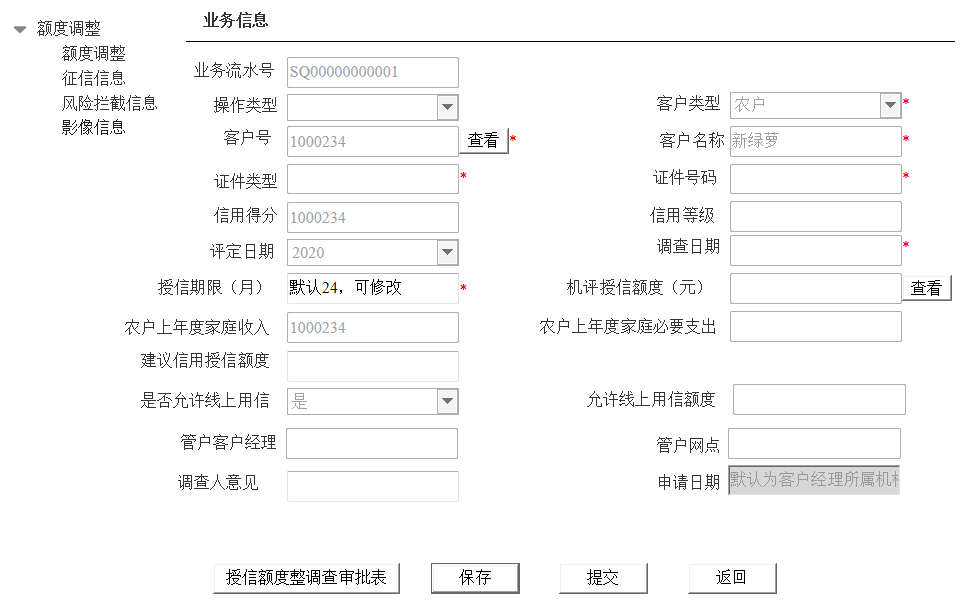 额度调整
额度调整
征信信息
风险拦截信息
影像信息
业务信息
业务流水号 SQ00000000001
操作类型 客户类型 农户 *
客户号 1000234 查看 * 客户名称 新绿萝 *
证件类型 * 证件号码 *
信用得分 1000234 信用等级
评定日期 2020 调查日期 *
授信期限（月） 默认24，可修改 * 机评授信额度（元） 查看
农户上年度家庭收入 1000234 农户上年度家庭必要支出
建议信用授信额度
是否允许线上用信 是 允许线上用信额度
管户客户经理 管户网点
调查人意见 申请日期 默认为客户经理所属机
授信额度整调查审批表 保存 提交 返回